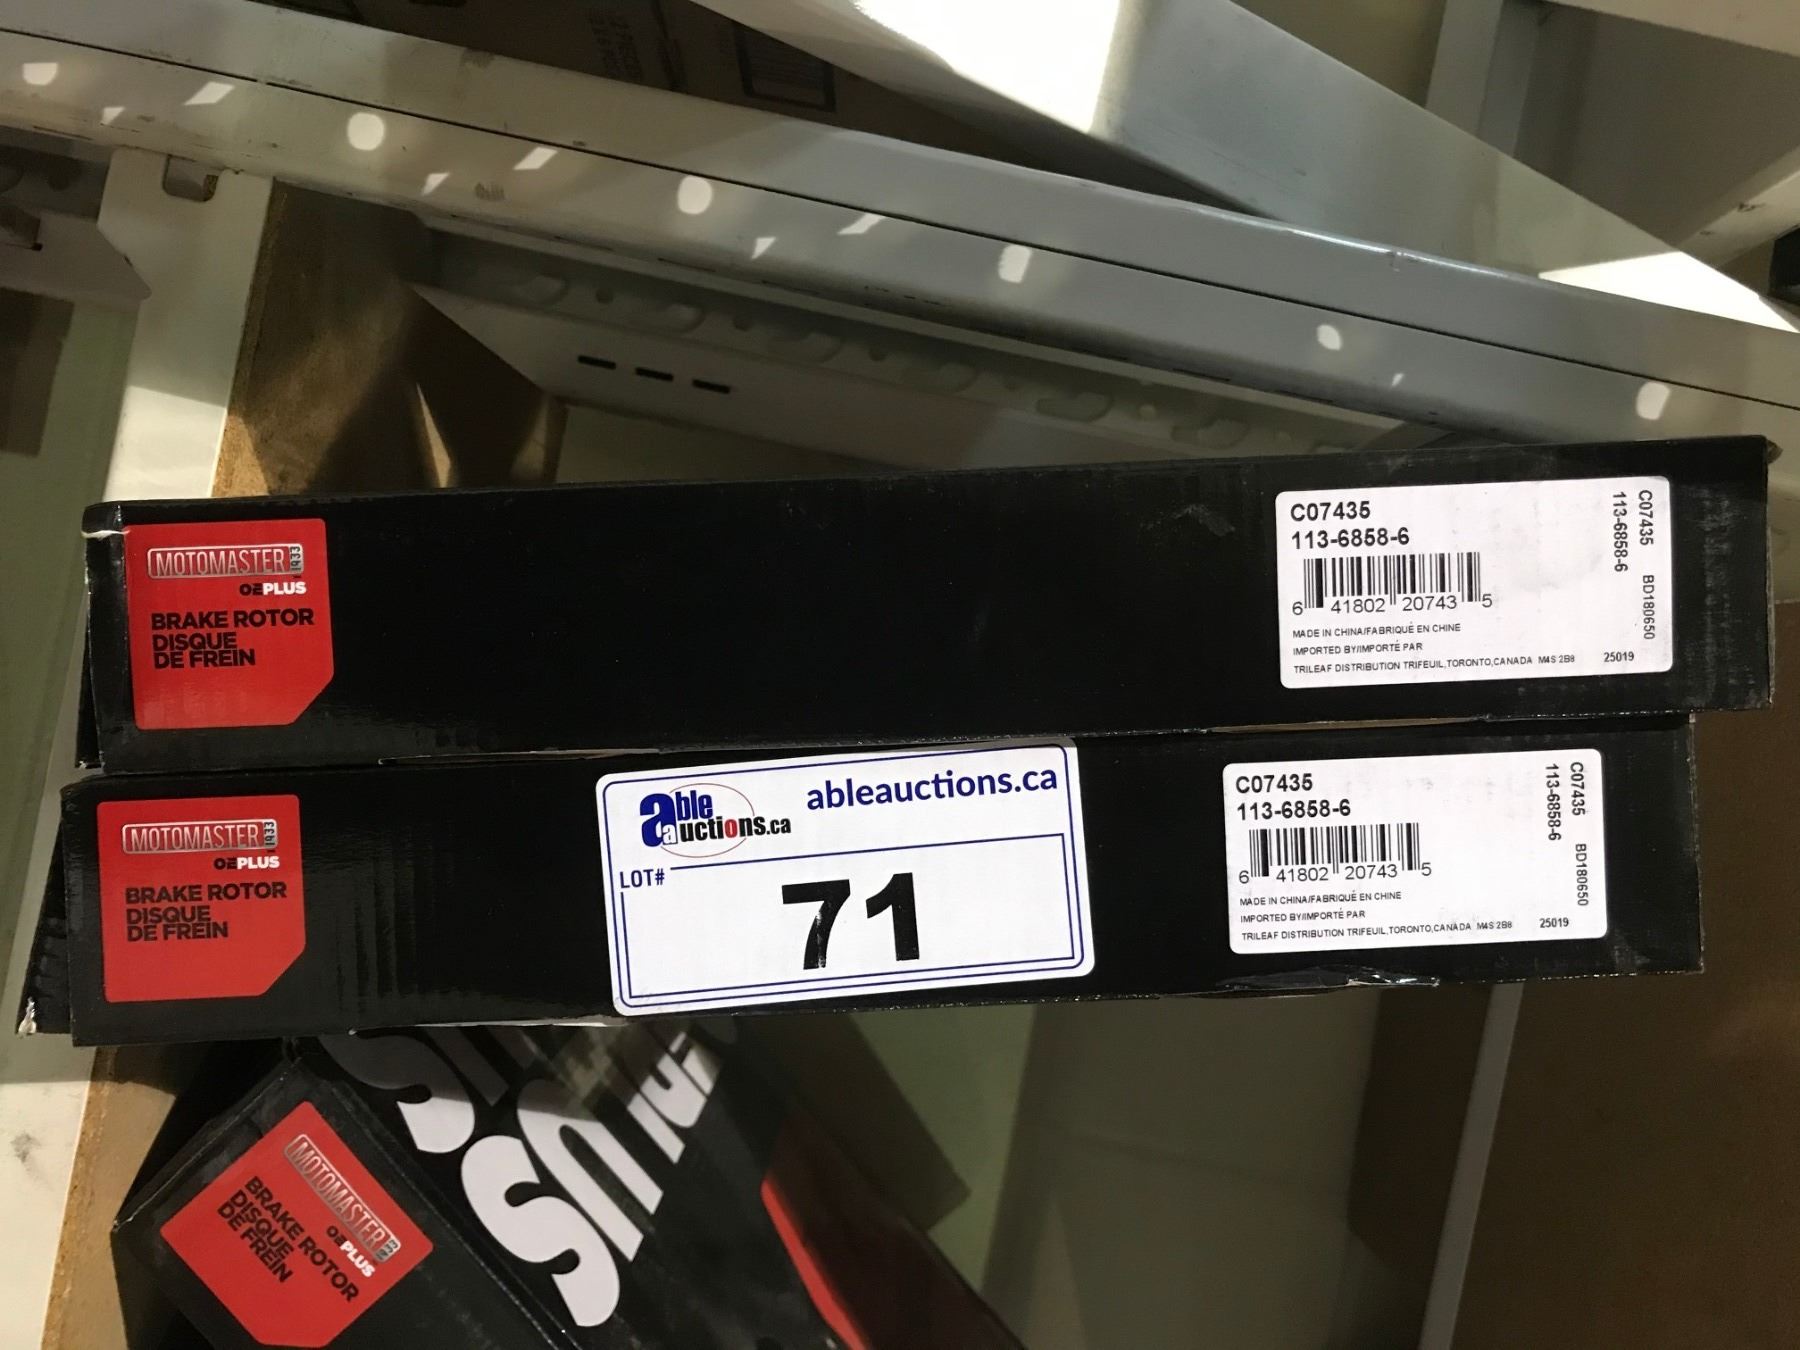 MOTOMASTER 1933
OEPLUS
BRAKE ROTOR
DISQUE
DE FREIN
C07435
113-6858-6
6 41802 20743 5
MADE IN CHINA/FABRIQUÉ EN CHINE
IMPORTED BY/IMPORTÉ PAR
TRILEAF DISTRIBUTION TRIFEUIL,TORONTO,CANADA M4S 2B8 25019
C07435 BD180650
113-6858-6
MOTOMASTER 1933
OEPLUS
BRAKE ROTOR
DISQUE
DE FREIN
able auctions.ca
ableauctions.ca
LOT#
71
C07435
113-6858-6
6 41802 20743 5
MADE IN CHINA/FABRIQUÉ EN CHINE
IMPORTED BY/IMPORTÉ PAR
TRILEAF DISTRIBUTION TRIFEUIL,TORONTO,CANADA M4S 2B8 25019
C07435 BD180650
113-6858-6
MOTOMASTER 1933
OEPLUS
BRAKE ROTOR
DISQUE
DE FREIN